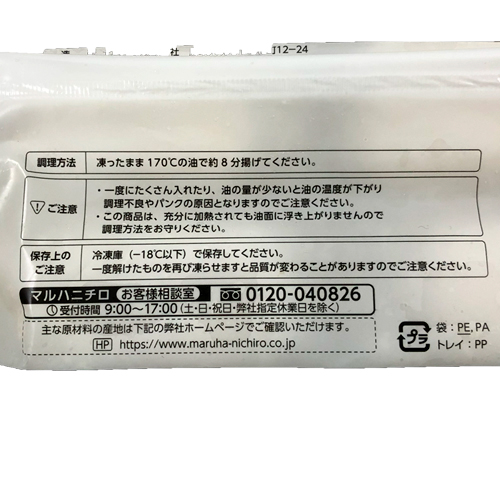 社
J12-24
調理方法 凍ったまま170℃の油で約8分揚げてください。
ご注意
・一度にたくさん入れたり、油の量が少ないと油の温度が下がり
調理不良やパンクの原因となりますのでご注意ください。
・この商品は、充分に加熱されても油面に浮き上がりませんので
調理方法をお守りください。
保存上の
ご注意
冷凍庫(-18℃以下)で保存してください。
一度解けたものを再び凍らせますと品質が変わることがありますのでご注意ください。
マルハニチロ お客様相談室 0120-040826
受付時間 9:00~17:00(土・日・祝日・弊社指定休業日を除く)
主な原材料の産地は下記の弊社ホームページでご確認いただけます。
HP https://www.maruha-nichiro.co.jp
プラ
袋:PE,PA
トレイ:PP